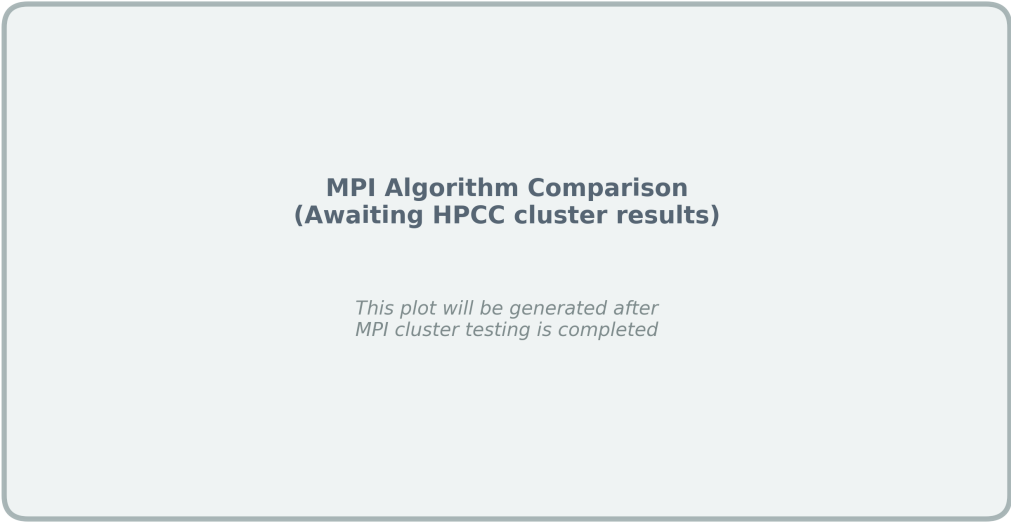 MPI Algorithm Comparison
(Awaiting HPCC cluster results)
This plot will be generated after
MPI cluster testing is completed